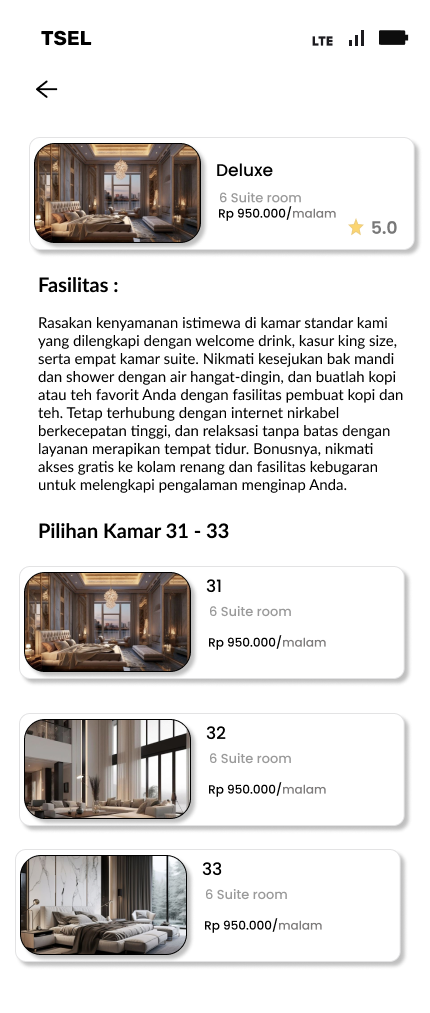 TSEL
LTE
Deluxe
6 Suite room
Rp 950.000/malam
5.0
Fasilitas :
Rasakan kenyamanan istimewa di kamar standar kami
yang dilengkapi dengan welcome drink, kasur king size,
serta empat kamar suite. Nikmati kesejukan bak mandi
dan shower dengan air hangat-dingin, dan buatlah kopi
atau teh favorit Anda dengan fasilitas pembuat kopi dan
teh. Tetap terhubung dengan internet nirkabel
berkecepatan tinggi, dan relaksasi tanpa batas dengan
layanan merapikan tempat tidur. Bonusnya, nikmati
akses gratis ke kolam renang dan fasilitas kebugaran
untuk melengkapi pengalaman menginap Anda.
Pilihan Kamar 31 - 33
31
6 Suite room
Rp 950.000/malam
32
6 Suite room
Rp 950.000/malam
33
6 Suite room
Rp 950.000/malam